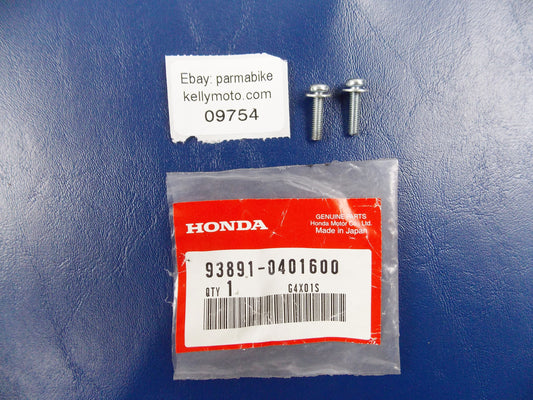 Ebay: parmabike
kellymoto.com
09754
HONDA
GENUINE PARTS
Honda Motor Co., Ltd.
Made in Japan
93891-0401600
QTY 1 G4X01S